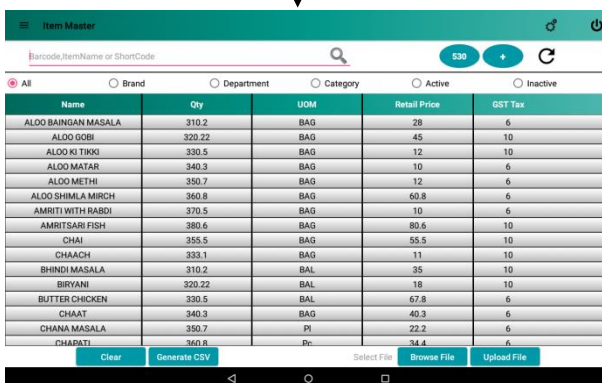 Item Master
Barcode,ItemName or ShortCode
530 +
All Brand Department Category Active Inactive
Name Qty UOM Retail Price GST Tax
ALOO BAINGAN MASALA 310.2 BAG 28 6
ALOO GOBI 320.22 BAG 45 10
ALOO KI TIKKI 330.5 BAG 12 10
ALOO MATAR 340.3 BAG 10 6
ALOO METHI 350.7 BAG 12 6
ALOO SHIMLA MIRCH 360.8 BAG 60.8 6
AMRITI WITH RABDI 370.5 BAG 10 6
AMRITSARI FISH 380.6 BAG 80.6 10
CHAI 355.5 BAG 55.5 10
CHAACH 333.1 BAG 11 10
BHINDI MASALA 310.2 BAL 35 10
BIRYANI 320.22 BAL 18 10
BUTTER CHICKEN 330.5 BAL 67.8 6
CHAAT 340.3 BAG 40.3 6
CHANA MASALA 350.7 Pl 22.2 6
CHAPATI 360.8 Pc 34.4 6
Clear Generate CSV Select File Browse File Upload File